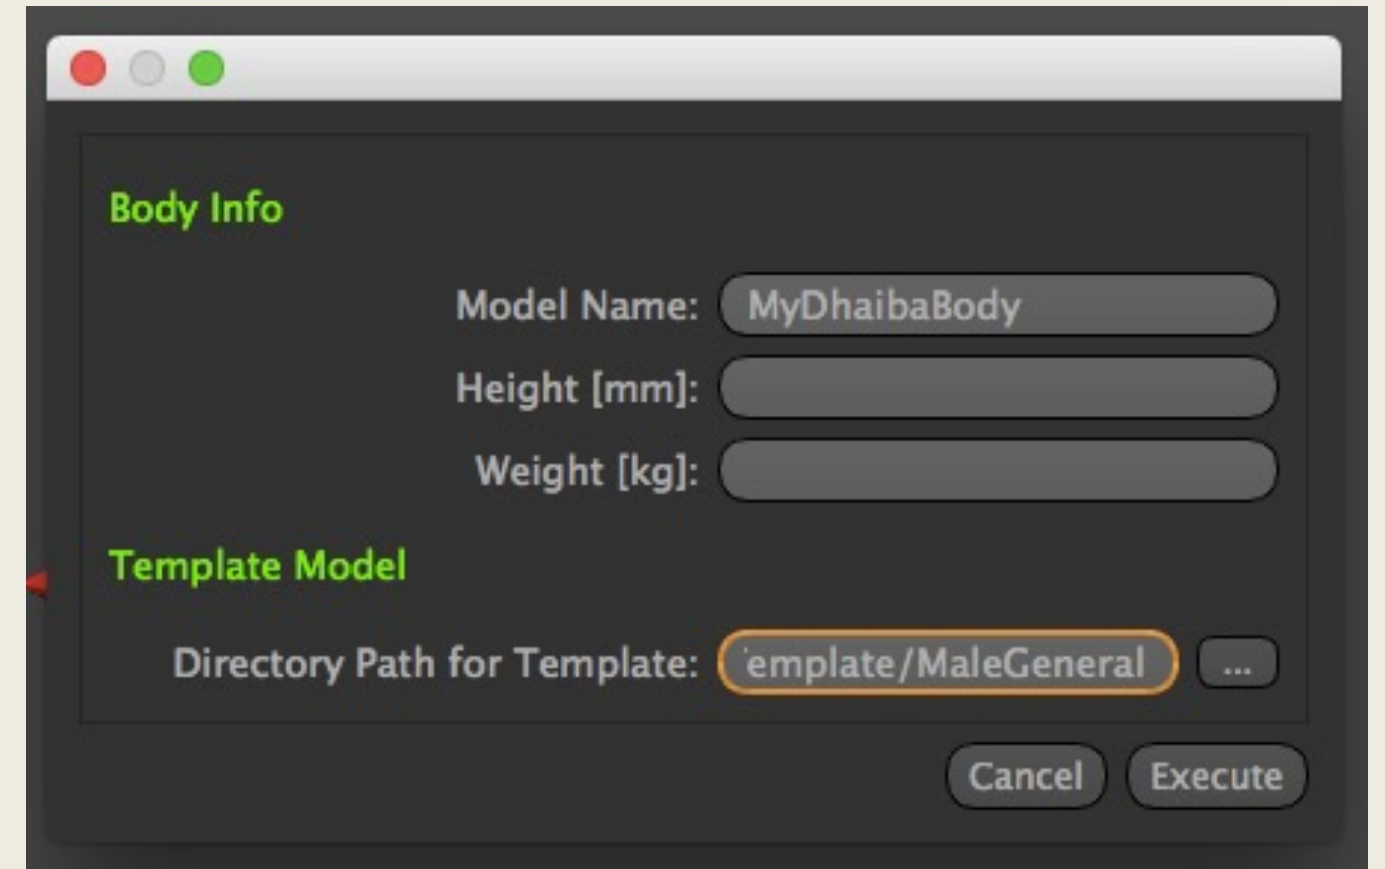 Body Info
Model Name: MyDhaibaBody
Height [mm]:
Weight [kg]:
Template Model
Directory Path for Template: emplate/MaleGeneral ...
Cancel Execute